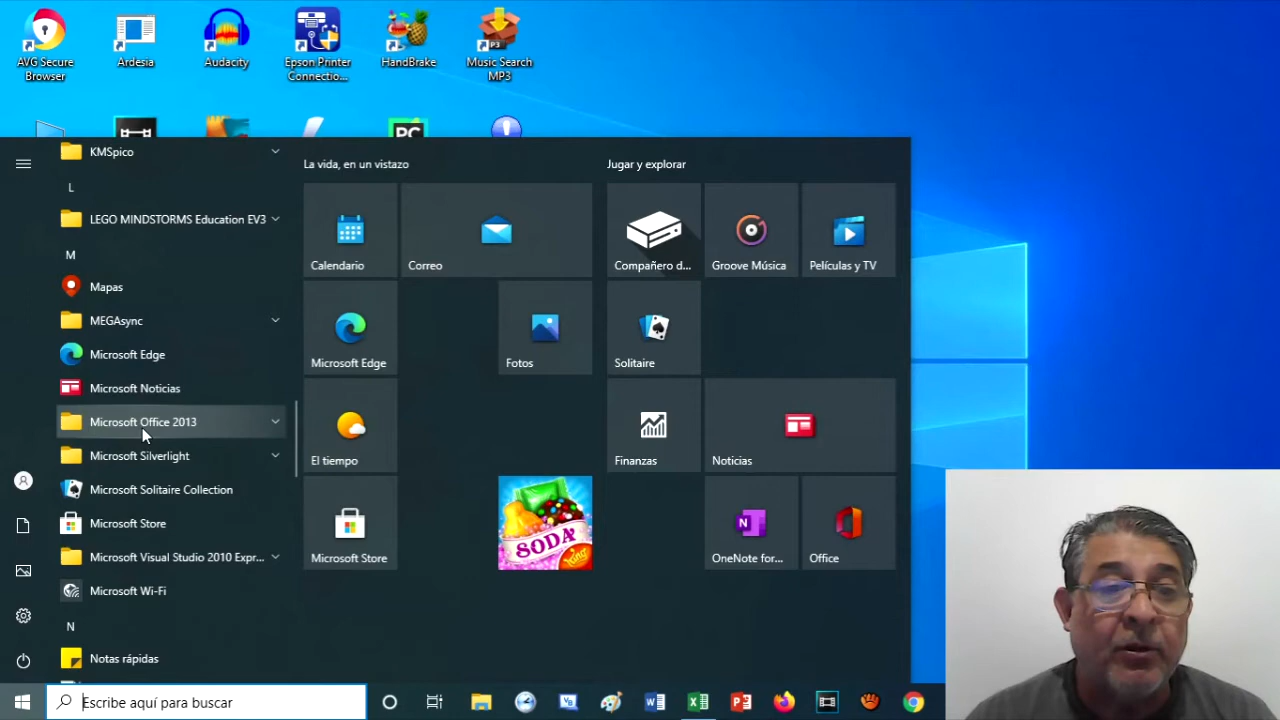 AVG Secure
Browser
Ardesia
Audacity
Epson Printer
Connectio...
HandBrake
Music Search
MP3
P3
PC
KMSpico
L
LEGO MINDSTORMS Education EV3
M
Mapas
MEGAsync
Microsoft Edge
Microsoft Noticias
Microsoft Office 2013
Microsoft Silverlight
Microsoft Solitaire Collection
Microsoft Store
Microsoft Visual Studio 2010 Expr...
Microsoft Wi-Fi
N
Notas rápidas
La vida, en un vistazo
Calendario
Correo
Microsoft Edge
Fotos
El tiempo
Microsoft Store
SODA
King
Jugar y explorar
Compañero d...
Groove Música
Películas y TV
Solitaire
Finanzas
Noticias
N
OneNote for...
Office
Escribe aquí para buscar